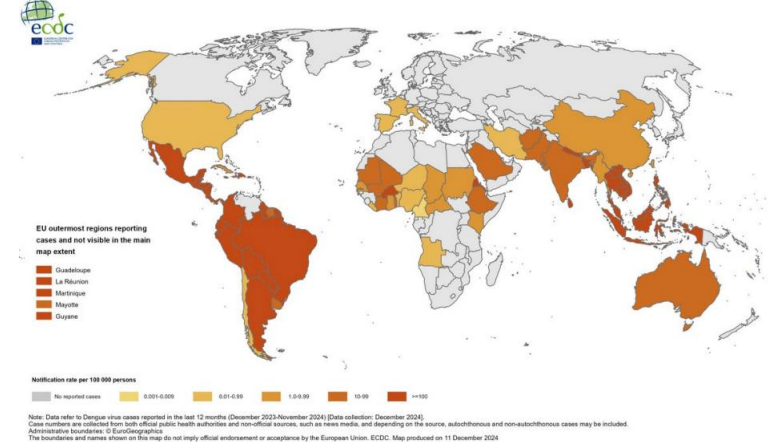 ecdc
EU outermost regions reporting
cases and not visible in the main
map extent
Guadeloupe
La Réunion
Martinique
Mayotte
Guyane
Notification rate per 100 000 persons
No reported cases 0.001-0.009 0.01-0.99 1.0-9.99 10-99 >=100
Note: Data refer to Dengue virus cases reported in the last 12 months (December 2023-November 2024) [Data collection: December 2024].
Case numbers are collected from both official public health authorities and non-official sources, such as news media, and depending on the source, autochthonous and non-autochthonous cases may be included.
Administrative boundaries: © EuroGeographics
The boundaries and names shown on this map do not imply official endorsement or acceptance by the European Union. ECDC. Map produced on 11 December 2024